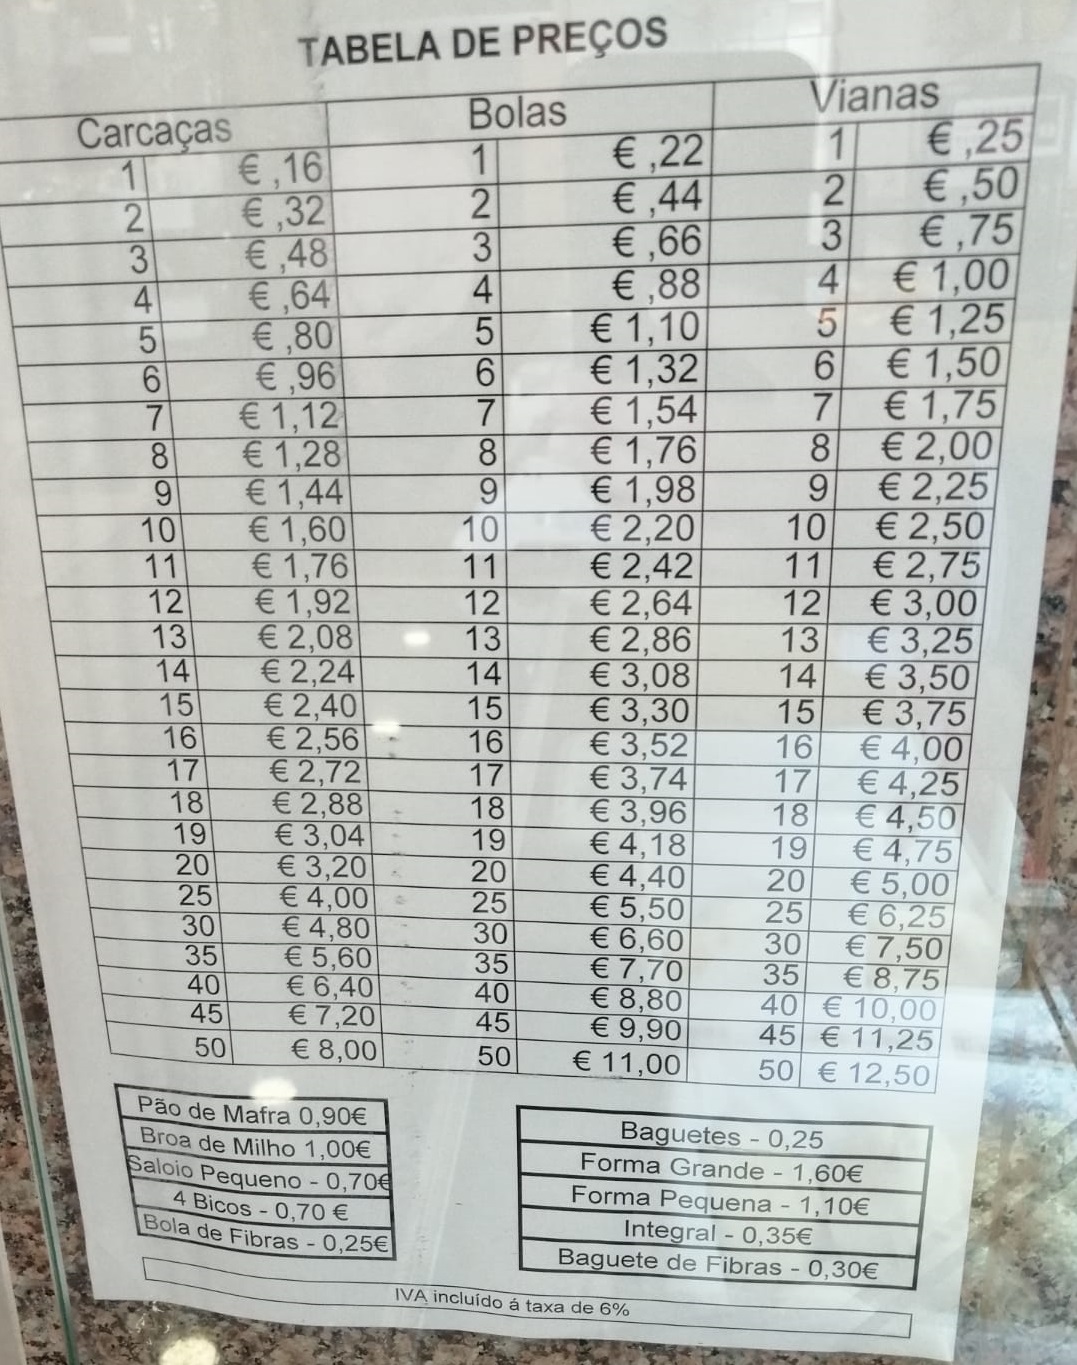 TABELA DE PREÇOS
Carcaças Bolas Vianas
1 € ,16 1 € ,22 1 € ,25
2 € ,32 2 € ,44 2 € ,50
3 € ,48 3 € ,66 3 € ,75
4 € ,64 4 € ,88 4 € 1,00
5 € ,80 5 € 1,10 5 € 1,25
6 € ,96 6 € 1,32 6 € 1,50
7 € 1,12 7 € 1,54 7 € 1,75
8 € 1,28 8 € 1,76 8 € 2,00
9 € 1,44 9 € 1,98 9 € 2,25
10 € 1,60 10 € 2,20 10 € 2,50
11 € 1,76 11 € 2,42 11 € 2,75
12 € 1,92 12 € 2,64 12 € 3,00
13 € 2,08 13 € 2,86 13 € 3,25
14 € 2,24 14 € 3,08 14 € 3,50
15 € 2,40 15 € 3,30 15 € 3,75
16 € 2,56 16 € 3,52 16 € 4,00
17 € 2,72 17 € 3,74 17 € 4,25
18 € 2,88 18 € 3,96 18 € 4,50
19 € 3,04 19 € 4,18 19 € 4,75
20 € 3,20 20 € 4,40 20 € 5,00
25 € 4,00 25 € 5,50 25 € 6,25
30 € 4,80 30 € 6,60 30 € 7,50
35 € 5,60 35 € 7,70 35 € 8,75
40 € 6,40 40 € 8,80 40 € 10,00
45 € 7,20 45 € 9,90 45 € 11,25
50 € 8,00 50 € 11,00 50 € 12,50
Pão de Mafra 0,90€
Broa de Milho 1,00€
Saloio Pequeno - 0,70€
4 Bicos - 0,70 €
Bola de Fibras - 0,25€
Baguetes - 0,25
Forma Grande - 1,60€
Forma Pequena - 1,10€
Integral - 0,35€
Baguete de Fibras - 0,30€
IVA incluído á taxa de 6%